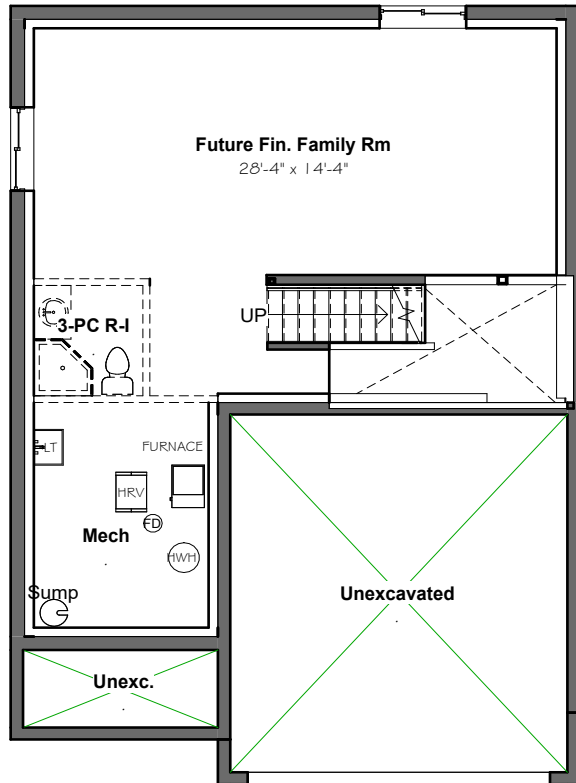 Future Fin. Family Rm
28'-4" x 14'-4"
UP
3-PC R-I
LT
FURNACE
HRV
FD
Mech
HWH
Sump
Unexcavated
Unexc.